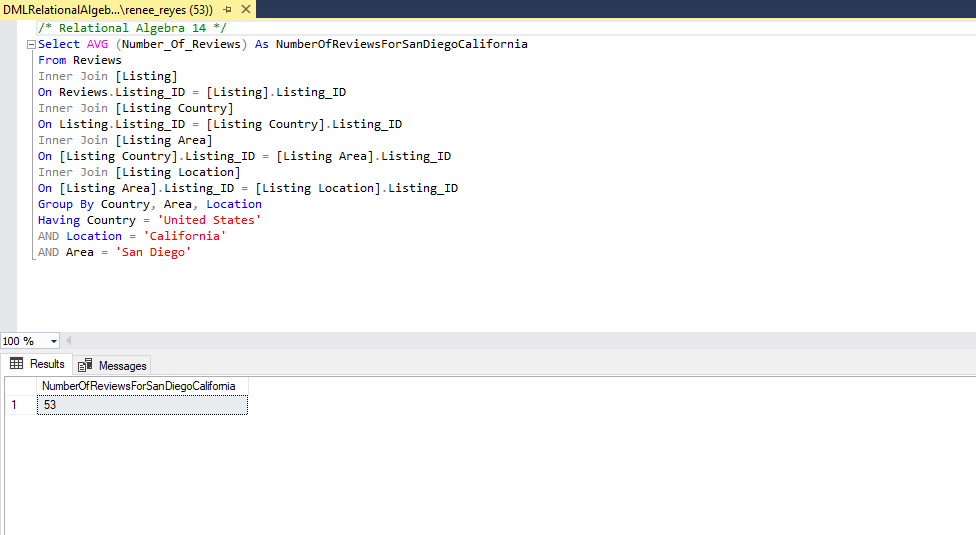 DMLRelationalAlgeb...\renee_reyes (53))
/* Relational Algebra 14 */
Select AVG (Number_Of_Reviews) As NumberOfReviewsForSanDiegoCalifornia
From Reviews
Inner Join [Listing]
On Reviews.Listing_ID = [Listing].Listing_ID
Inner Join [Listing Country]
On Listing.Listing_ID = [Listing Country].Listing_ID
Inner Join [Listing Area]
On [Listing Country].Listing_ID = [Listing Area].Listing_ID
Inner Join [Listing Location]
On [Listing Area].Listing_ID = [Listing Location].Listing_ID
Group By Country, Area, Location
Having Country = 'United States'
AND Location = 'California'
AND Area = 'San Diego'
100 %
Results Messages
NumberOfReviewsForSanDiegoCalifornia
1 53